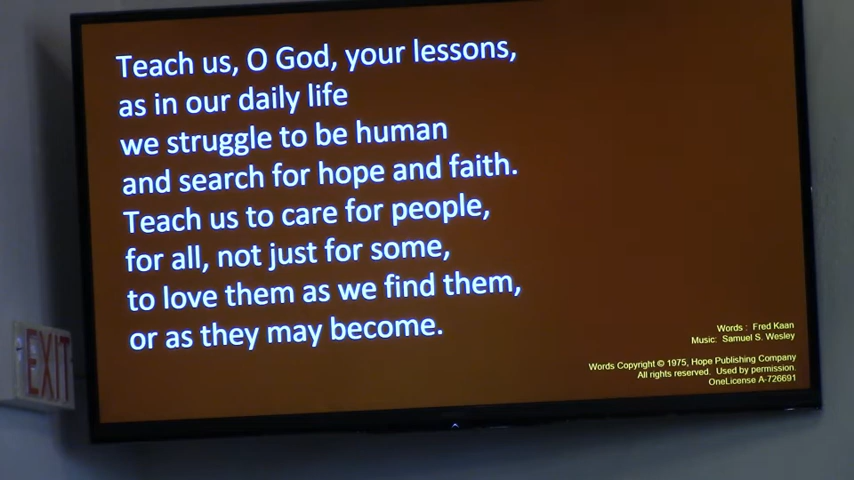 Teach us, O God, your lessons,
as in our daily life
we struggle to be human
and search for hope and faith.
Teach us to care for people,
for all, not just for some,
to love them as we find them,
or as they may become.
Words : Fred Kaan
Music: Samuel S. Wesley
Words Copyright © 1975, Hope Publishing Company
All rights reserved. Used by permission.
OneLicense A-726691
EXIT